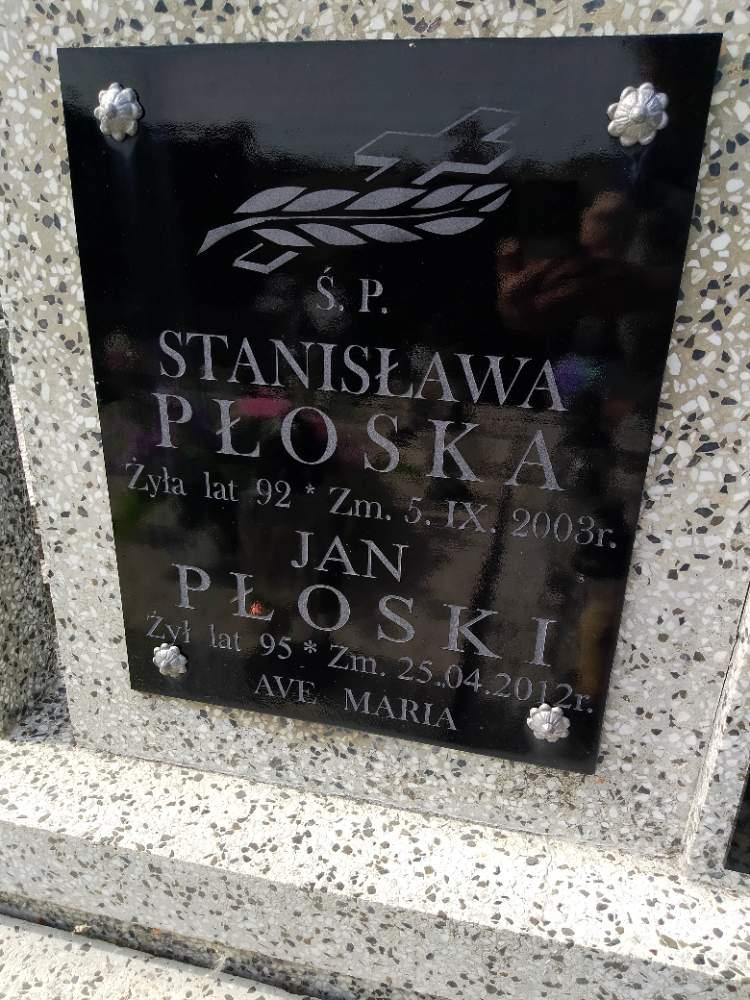 Ś. P.
STANISŁAWA
PŁOSKA
Żyła lat 92 * Zm. 5. IX. 2003r.
JAN
PŁOSKI
Żył lat 95 * Zm. 25.04.2012r.
AVE MARIA